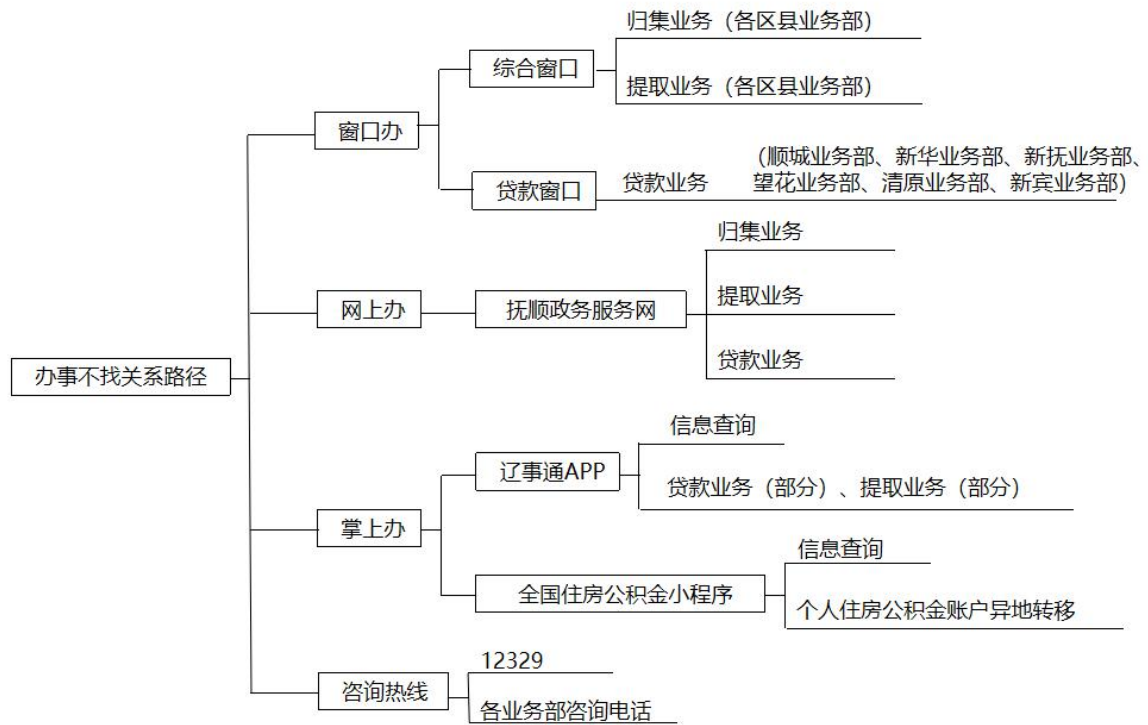 办事不找关系路径
窗口办
综合窗口
归集业务（各区县业务部）
提取业务（各区县业务部）
贷款窗口
贷款业务
（顺城业务部、新华业务部、新抚业务部、
望花业务部、清原业务部、新宾业务部）
网上办
抚顺政务服务网
归集业务
提取业务
贷款业务
掌上办
辽事通APP
信息查询
贷款业务（部分）、提取业务（部分）
全国住房公积金小程序
信息查询
个人住房公积金账户异地转移
咨询热线
12329
各业务部咨询电话